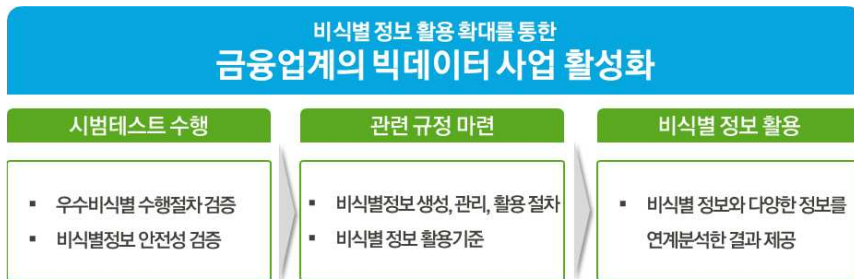 비식별 정보 활용 확대를 통한
금융업계의 빅데이터 사업 활성화
시범테스트 수행
▪ 우수비식별 수행절차 검증
▪ 비식별정보 안전성 검증
관련 규정 마련
▪ 비식별정보 생성, 관리, 활용 절차
▪ 비식별 정보 활용기준
비식별 정보 활용
▪ 비식별 정보와 다양한 정보를
연계분석한 결과 제공